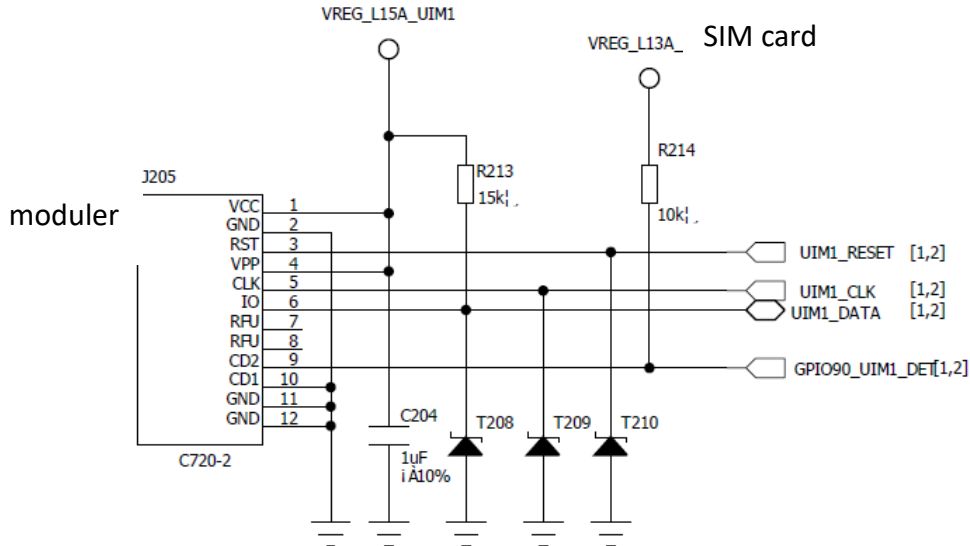 VREG_L15A_UIM1
VREG_L13A_ SIM card
R214
J205
R213
15k¦ ¸
10k¦ ¸
moduler
VCC 1
GND 2
RST 3
VPP 4
CLK 5
IO 6
RFU 7
RFU 8
CD2 9
CD1 10
GND 11
GND 12
UIM1_RESET [1,2]
UIM1_CLK [1,2]
UIM1_DATA [1,2]
GPIO90_UIM1_DET[1,2]
C204
T208
T209
T210
1uF
¡À10%
C720-2